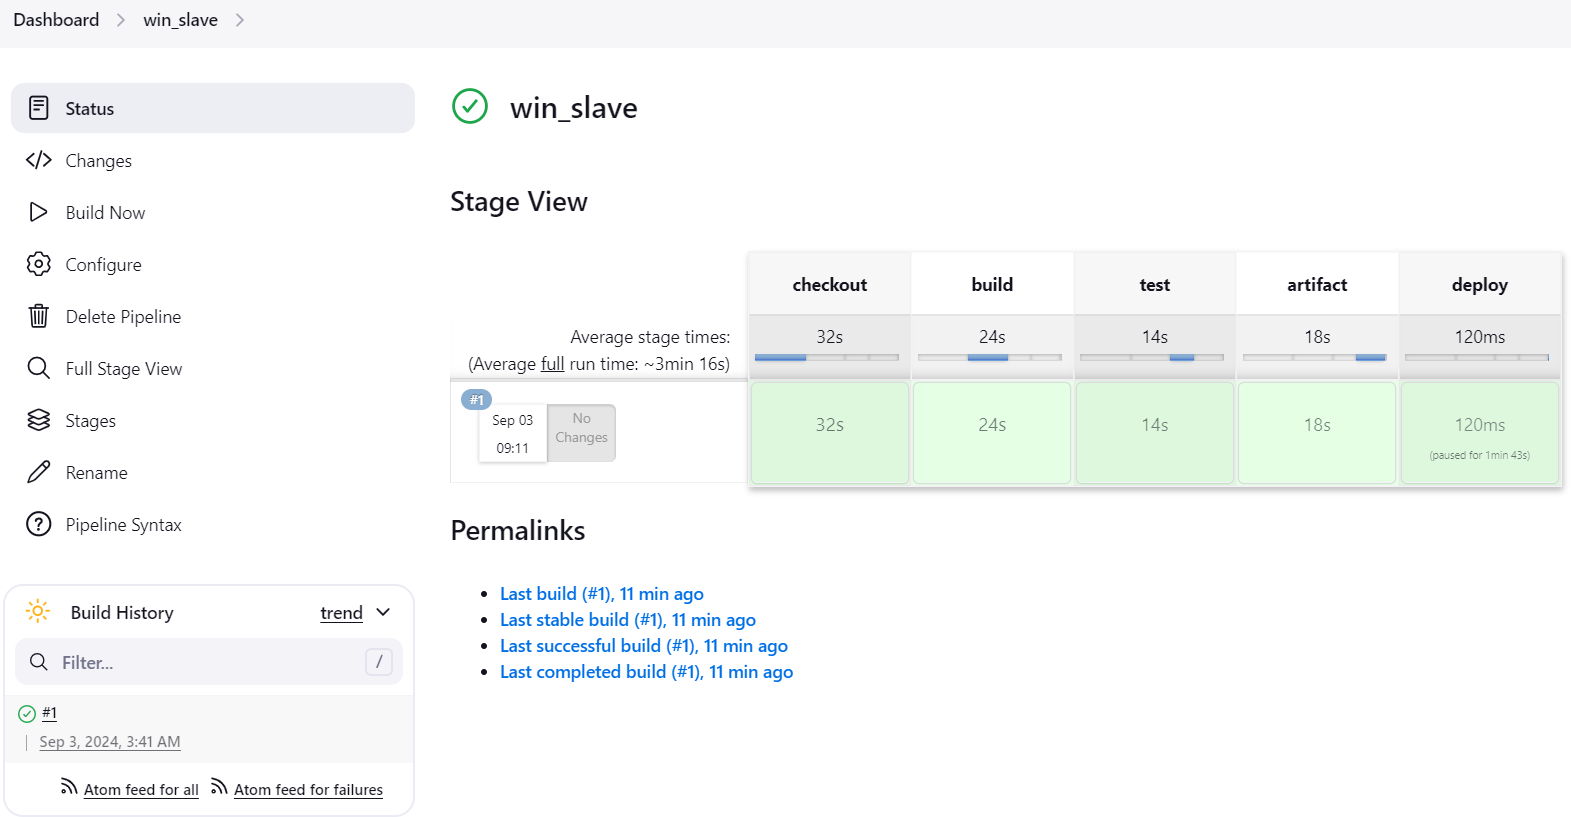 Dashboard > win_slave >
Status
Changes
Build Now
Configure
Delete Pipeline
Full Stage View
Stages
Rename
Pipeline Syntax
Build History trend
Filter... /
#1
Sep 3, 2024, 3:41 AM
Atom feed for all Atom feed for failures
win_slave
Stage View
checkout build test artifact deploy
Average stage times: 32s 24s 14s 18s 120ms
(Average full run time: ~3min 16s)
#1
Sep 03 No
Changes
09:11
32s 24s 14s 18s 120ms
(paused for 1min 43s)
Permalinks
Last build (#1), 11 min ago
Last stable build (#1), 11 min ago
Last successful build (#1), 11 min ago
Last completed build (#1), 11 min ago